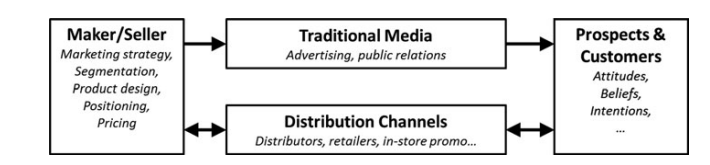 Maker/Seller
Marketing strategy,
Segmentation,
Product design,
Positioning,
Pricing
Traditional Media
Advertising, public relations
Distribution Channels
Distributors, retailers, in-store promo...
Prospects &
Customers
Attitudes,
Beliefs,
Intentions,
...